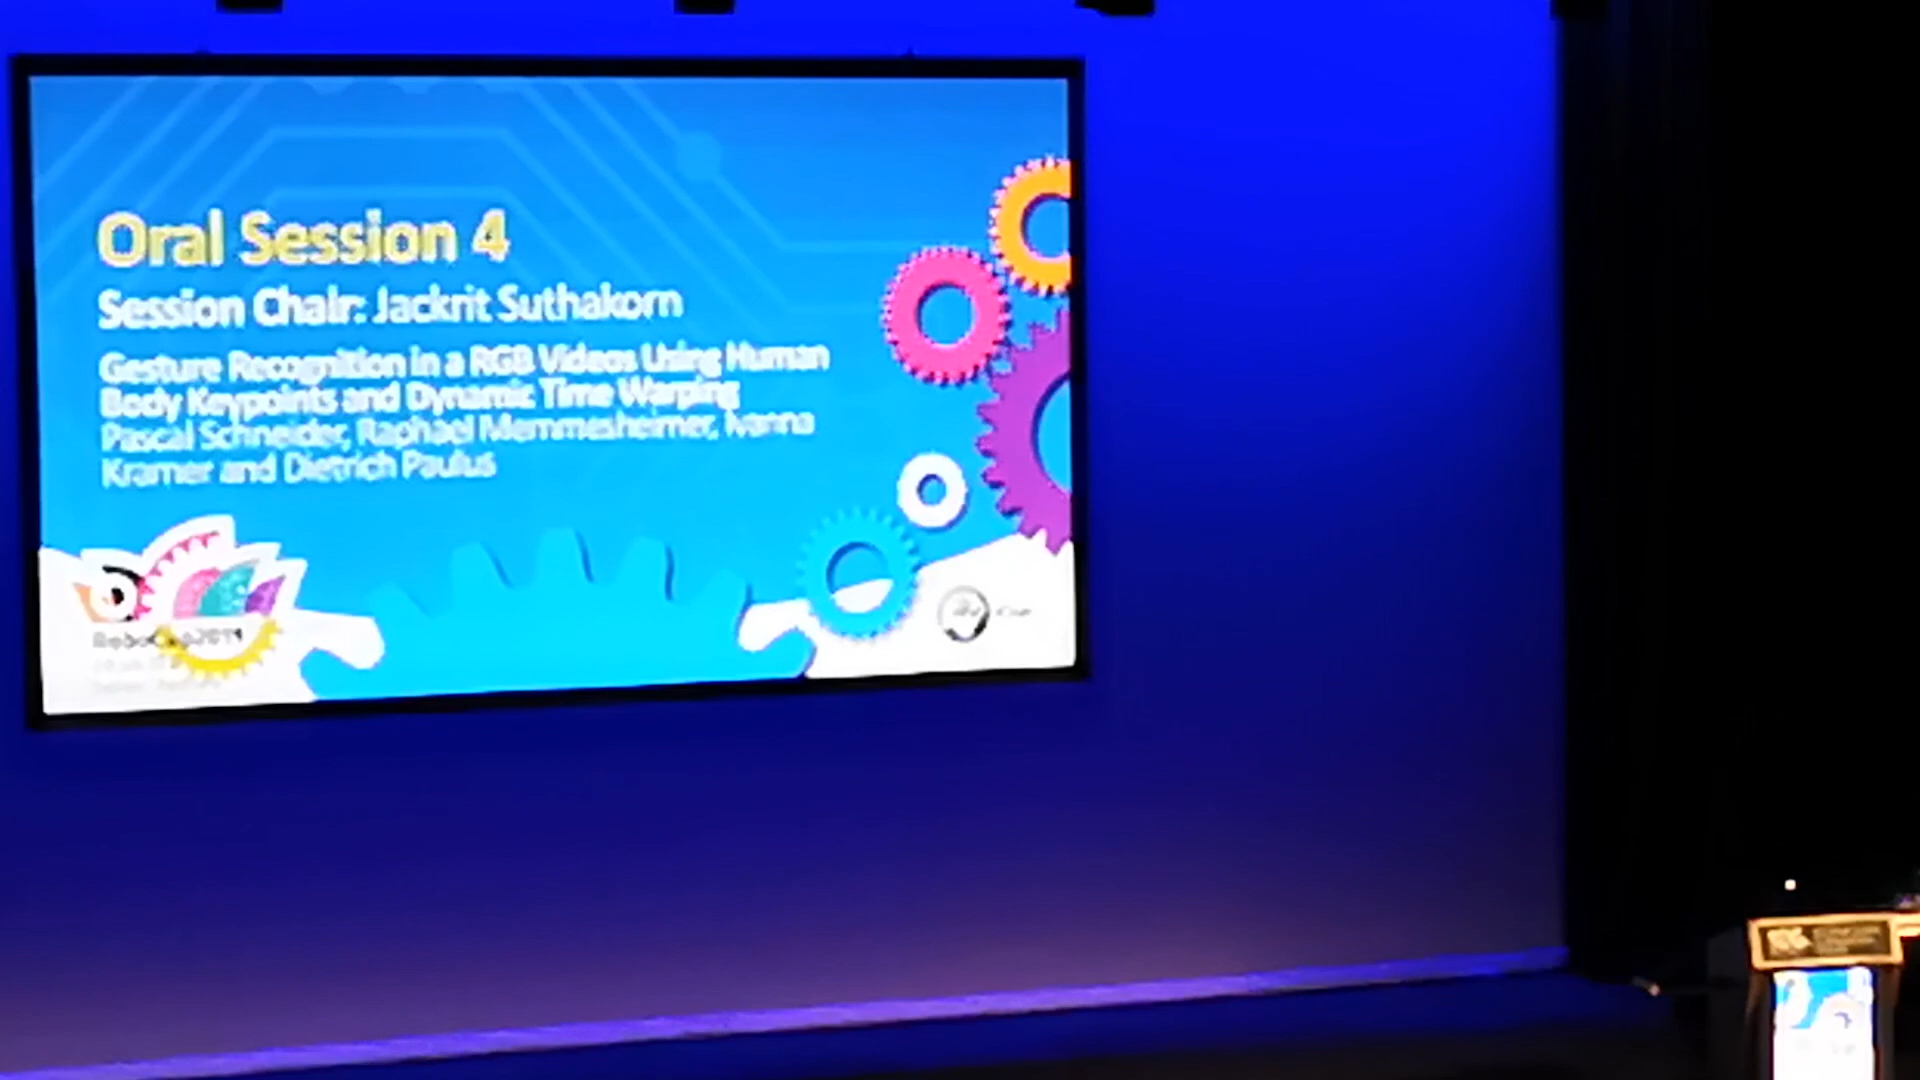 Oral Session 4
Session Chair: Jackrit Suthakorn
Gesture Recognition in a RGB Videos Using Human
Body Keypoints and Dynamic Time Warping
Pascal Schneider, Raphael Memmesheimer, Ivanna
Kramer and Dietrich Paulus
RoboCup2019